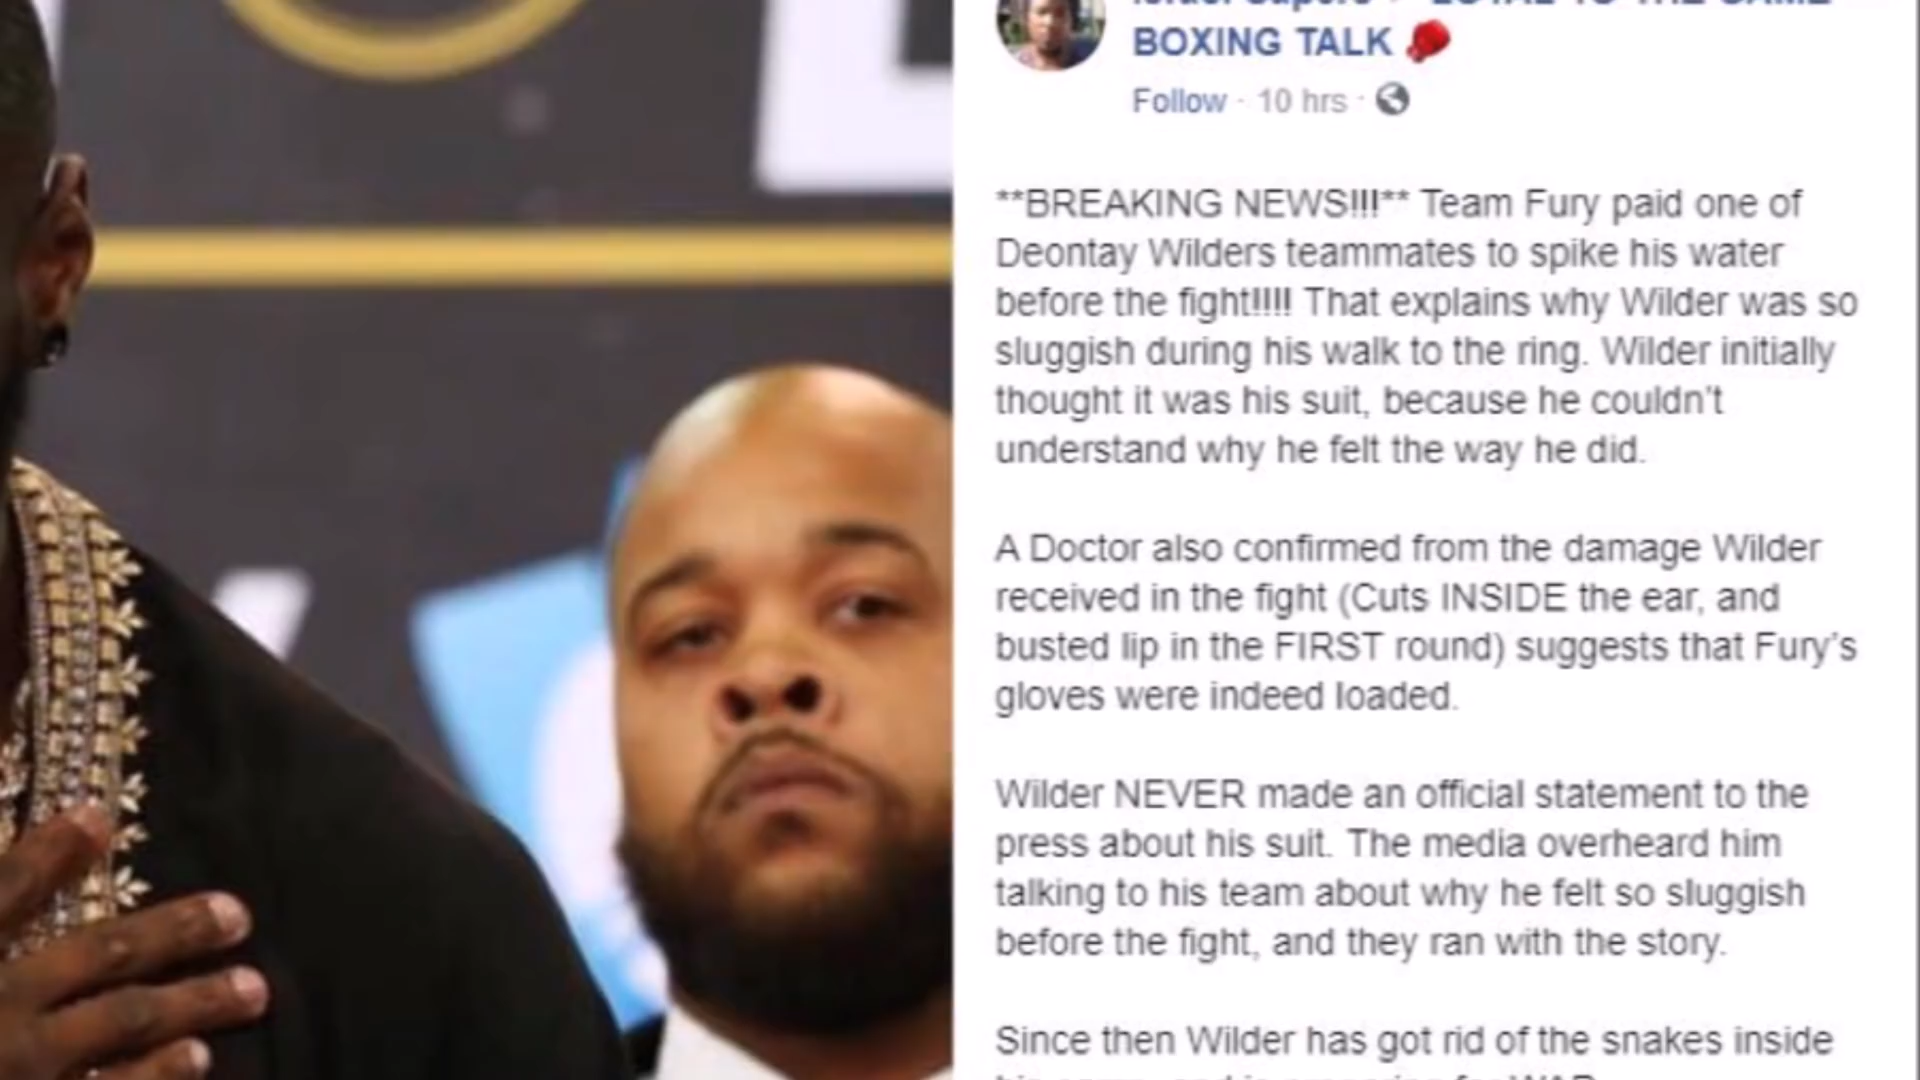 BOXING TALK
Follow · 10 hrs ·
**BREAKING NEWS!!!** Team Fury paid one of
Deontay Wilders teammates to spike his water
before the fight!!!! That explains why Wilder was so
sluggish during his walk to the ring. Wilder initially
thought it was his suit, because he couldn't
understand why he felt the way he did.
A Doctor also confirmed from the damage Wilder
received in the fight (Cuts INSIDE the ear, and
busted lip in the FIRST round) suggests that Fury's
gloves were indeed loaded.
Wilder NEVER made an official statement to the
press about his suit. The media overheard him
talking to his team about why he felt so sluggish
before the fight, and they ran with the story.
Since then Wilder has got rid of the snakes inside